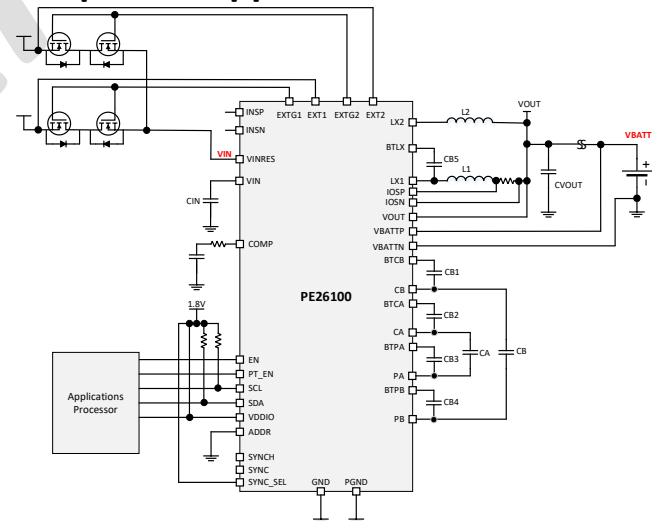 EXTG1 EXT1 EXTG2 EXT2
INSP
INSN
VIN
VINRES
VIN
CIN
COMP
1.8V
EN
PT_EN
SCL
SDA
VDDIO
ADDR
SYNCH
SYNC
SYNC_SEL
Applications
Processor
PE26100
GND PGND
LX2
BTLX
LX1
IOSP
IOSN
VOUT
VBATTP
VBATTN
BTCB
CB
BTCA
CA
BTPA
PA
BTPB
PB
L2
VOUT
VBATT
CB5
L1
CVOUT
+
CB1
CB2
CB3
CA
CB
CB4